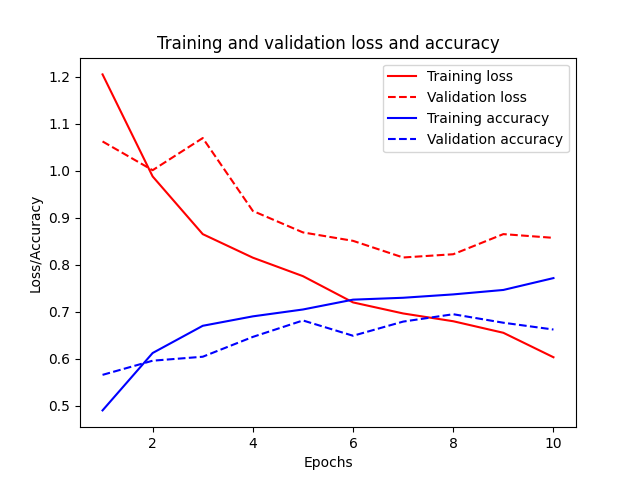 Training and validation loss and accuracy
Training loss
Validation loss
Training accuracy
Validation accuracy
Loss/Accuracy
1.2
1.1
1.0
0.9
0.8
0.7
0.6
0.5
2
4
6
8
10
Epochs